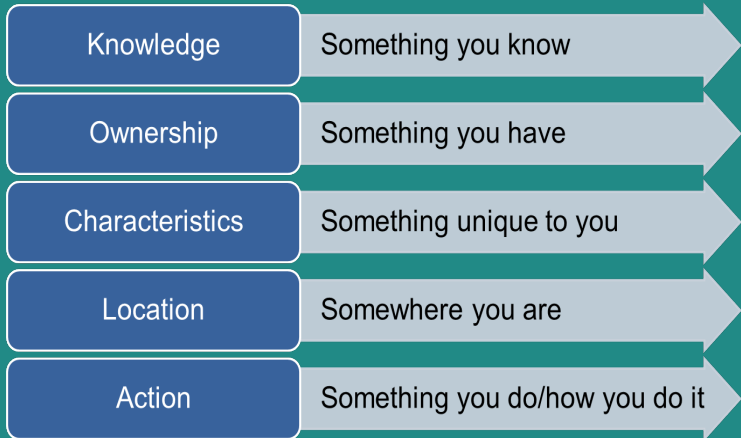 Knowledge
Something you know
Ownership
Something you have
Characteristics
Something unique to you
Location
Somewhere you are
Action
Something you do/how you do it